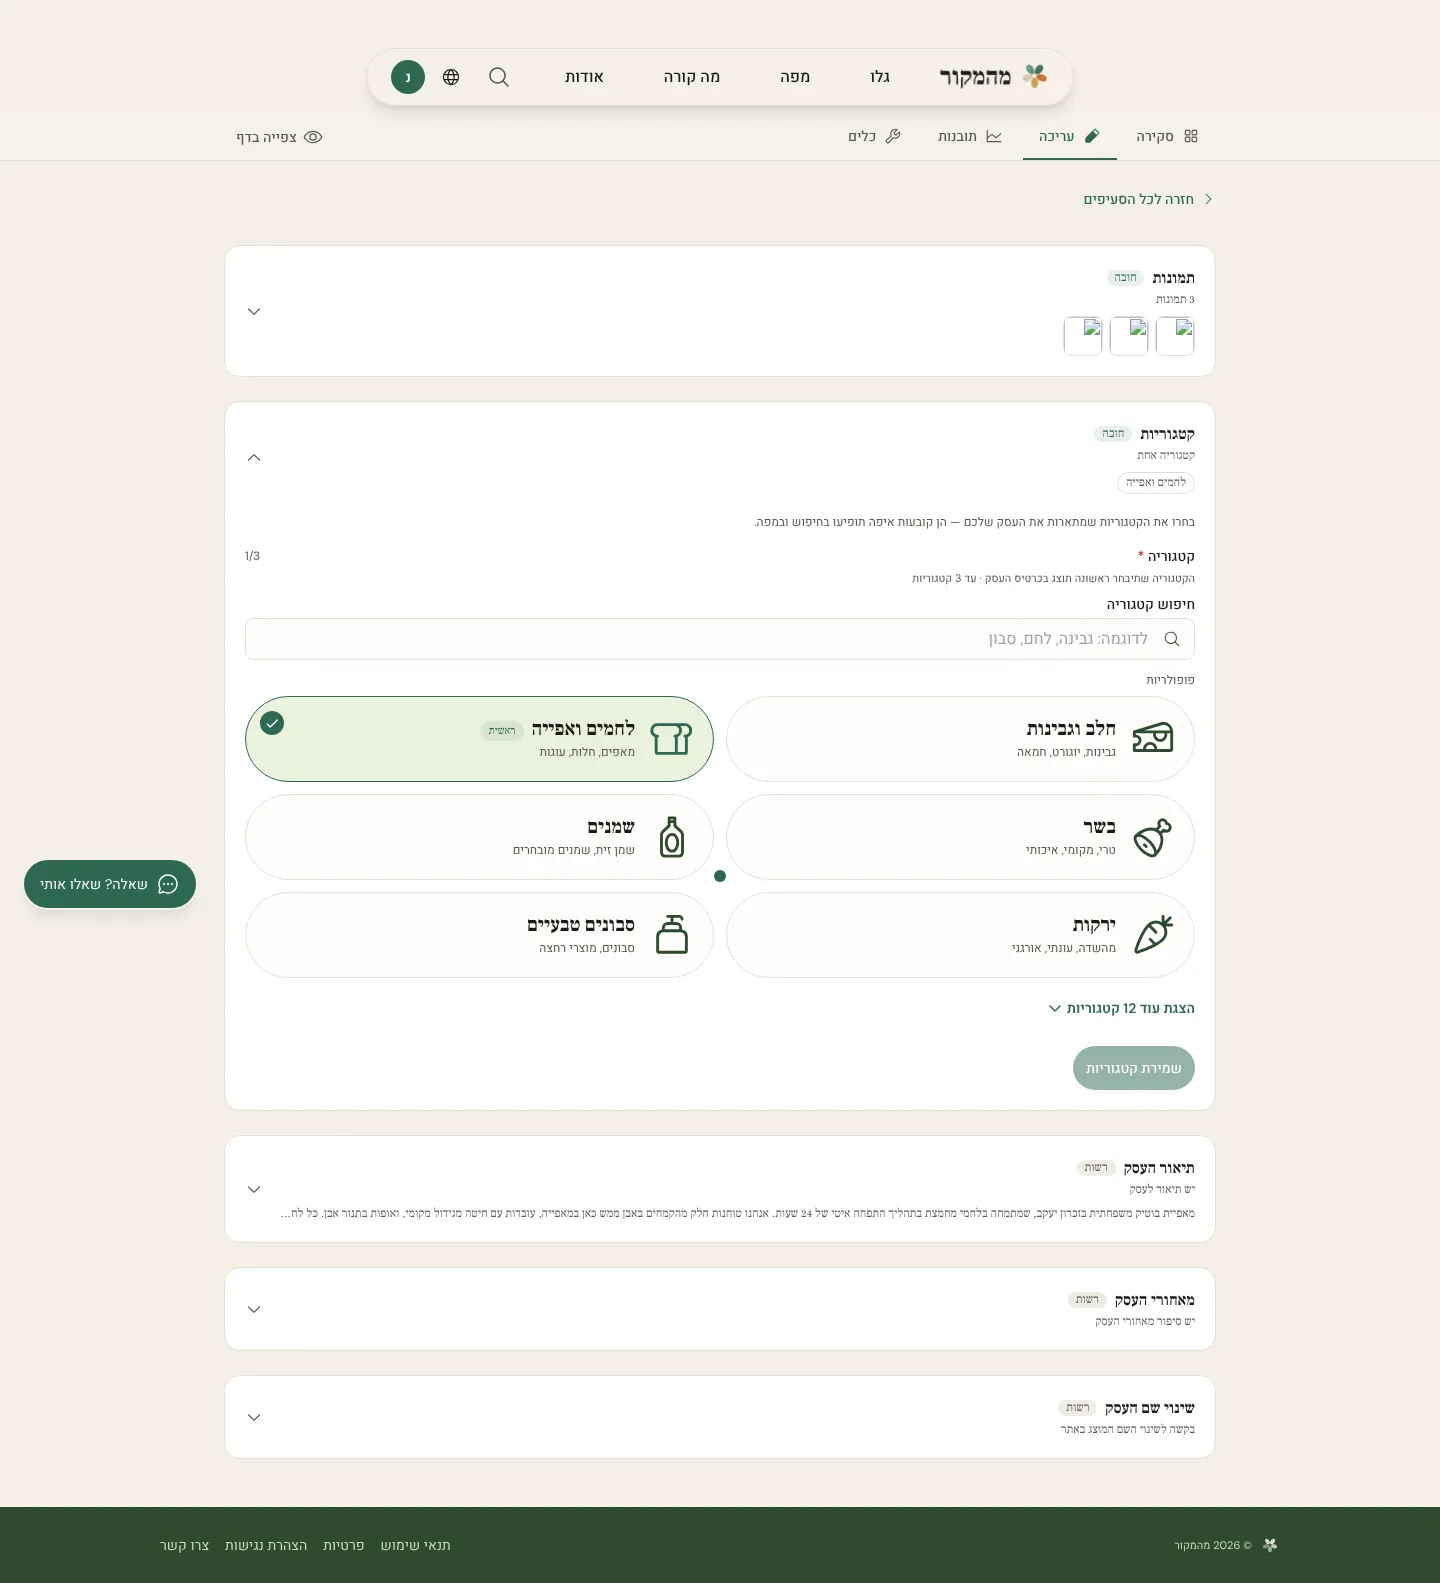 מהמקור
גלו
מפה
מה קורה
אודות
נ
סקירה
עריכה
תובנות
כלים
צפייה בדף
חזרה לכל הסעיפים
תמונות חובה
3 תמונות
קטגוריות חובה
קטגוריה אחת
לחמים ואפייה
בחרו את הקטגוריות שמתארות את העסק שלכם — הן קובעות איפה תופיעו בחיפוש ובמפה.
קטגוריה * 1/3
הקטגוריה שתיבחר ראשונה תוצג בכרטיס העסק · עד 3 קטגוריות
חיפוש קטגוריה
לדוגמה: גבינה, לחם, סבון
פופולריות
חלב וגבינות
גבינות, יוגורט, חמאה
לחמים ואפייה ראשית
מאפים, חלות, עוגות
בשר
טרי, מקומי, איכותי
שמנים
שמן זית, שמנים מובחרים
ירקות
מהשדה, עונתי, אורגני
סבונים טבעיים
סבונים, מוצרי רחצה
הצגת עוד 12 קטגוריות
שמירת קטגוריות
תיאור העסק רשות
יש תיאור לעסק
מאפיית בוטיק משפחתית בזכרון יעקב, שמתמחה בלחמי מחמצת בתהליך התפחה איטי של 24 שעות. אנחנו טוחנות חלק מהקמחים באבן ממש כאן במאפייה, עובדות עם חיטה מגידול מקומי, ואופות בתנור אבן. כל לח...
מאחורי העסק רשות
יש סיפור מאחורי העסק
שינוי שם העסק רשות
בקשה לשינוי השם המוצג באתר
שאלה? שאלו אותי
© 2026 מהמקור
תנאי שימוש
פרטיות
הצהרת נגישות
צרו קשר